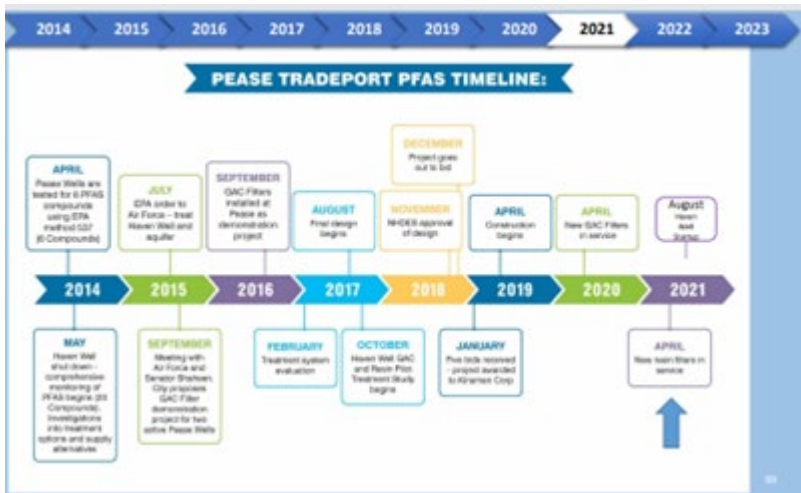 2014 2015 2016 2017 2018 2019 2020 2021 2022 2023
PEASE TRADEPORT PFAS TIMELINE:
APRIL
Pease Wells are
tested for 6 PFAS
compounds
using EPA
method 537
(6 Compounds)
JULY
EPA order to
Air Force – treat
Haven Well and
aquifer
SEPTEMBER
GAC Filters
installed at
Pease as
demonstration
project
AUGUST
Final design
begins
DECEMBER
Project goes
out to bid
NOVEMBER
NHDES approval
of design
APRIL
Construction
begins
APRIL
New GAC Filters
in service
August
Haven
Well
Startup
2014 2015 2016 2017 2018 2019 2020 2021
MAY
Haven Well
shut down -
comprehensive
monitoring of
PFAS begins (23
Compounds).
Investigations
into treatment
options and supply
alternatives
SEPTEMBER
Meeting with
Air Force and
Senator Shaheen.
City proposes
GAC Filter
demonstration
project for two
active Pease Wells
FEBRUARY
Treatment system
evaluation
OCTOBER
Haven Well GAC
and Resin Pilot
Treatment Study
begins
JANUARY
Five bids received
- project awarded
to Kinsmen Corp
APRIL
New resin filters in
service